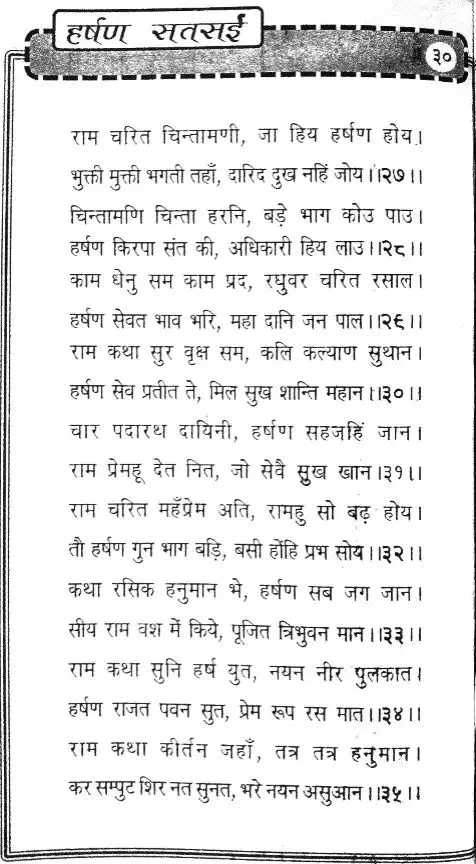 हर्षण सतसई
३०
राम चरित चिन्तामणी, जा हिय हर्षण होय।
भुक्ती मुक्ती भगती तहाँ, दारिद दुख नहिं जोय।।२७।।
चिन्तामणि चिन्ता हरनि, बड़े भाग कोउ पाउ।
हर्षण किरपा संत की, अधिकारी हिय लाउ।।२८।।
काम धेनु सम काम प्रद, रघुवर चरित रसाल।
हर्षण सेवत भाव भरि, महा दानि जन पाल।।२९।।
राम कथा सुर वृक्ष सम, कलि कल्याण सुथान।
हर्षण सेव प्रतीत ते, मिल सुख शान्ति महान।।३०।।
चार पदारथ दायिनी, हर्षण सहजहिं जान।
राम प्रेमहू देत नित, जो सेवै सुख खान।३१।।
राम चरित महँप्रेम अति, रामहु सो बढ़ होय।
तौ हर्षण गुन भाग बड़ि, बसी होंहि प्रभ सोय।।३२।।
कथा रसिक हनुमान भे, हर्षण सब जग जान।
सीय राम वश में किये, पूजित त्रिभुवन मान।।३३।।
राम कथा सुनि हर्ष युत, नयन नीर पुलकात।
हर्षण राजत पवन सुत, प्रेम रूप रस मात।।३४।।
राम कथा कीर्तन जहाँ, तत्र तत्र हनुमान।
कर सम्पुट शिर नत सुनत, भरे नयन असुआन।।३५।।